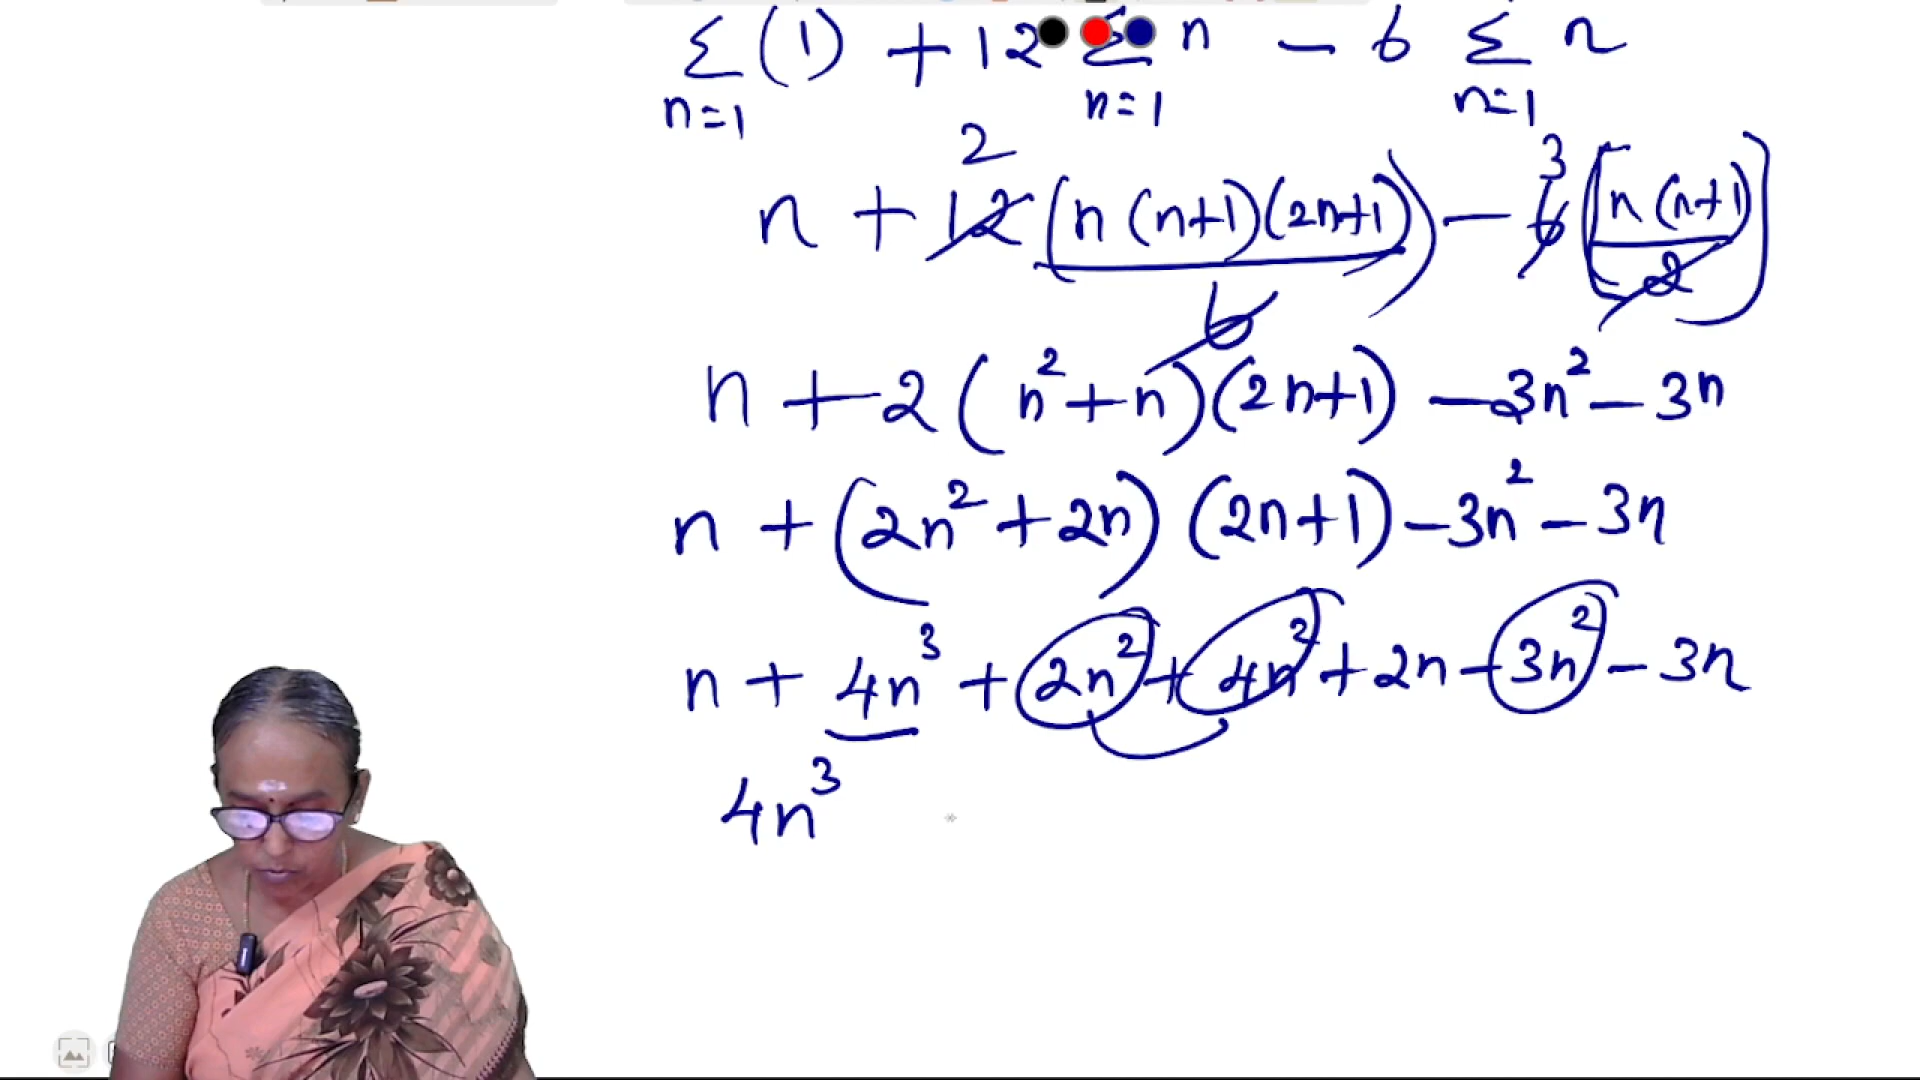 Σ (1) + 12 Σ n - 6 Σ n
n=1 n=1 n=1
2 3
n + 12 (n (n+1)(2n+1)) - 6 [n (n+1)]
6 2
n + 2 (n² + n) (2n+1) - 3n² - 3n
n + (2n² + 2n) (2n+1) - 3n² - 3n
n + 4n³ + 2n² + 4n² + 2n - 3n² - 3n
4n³